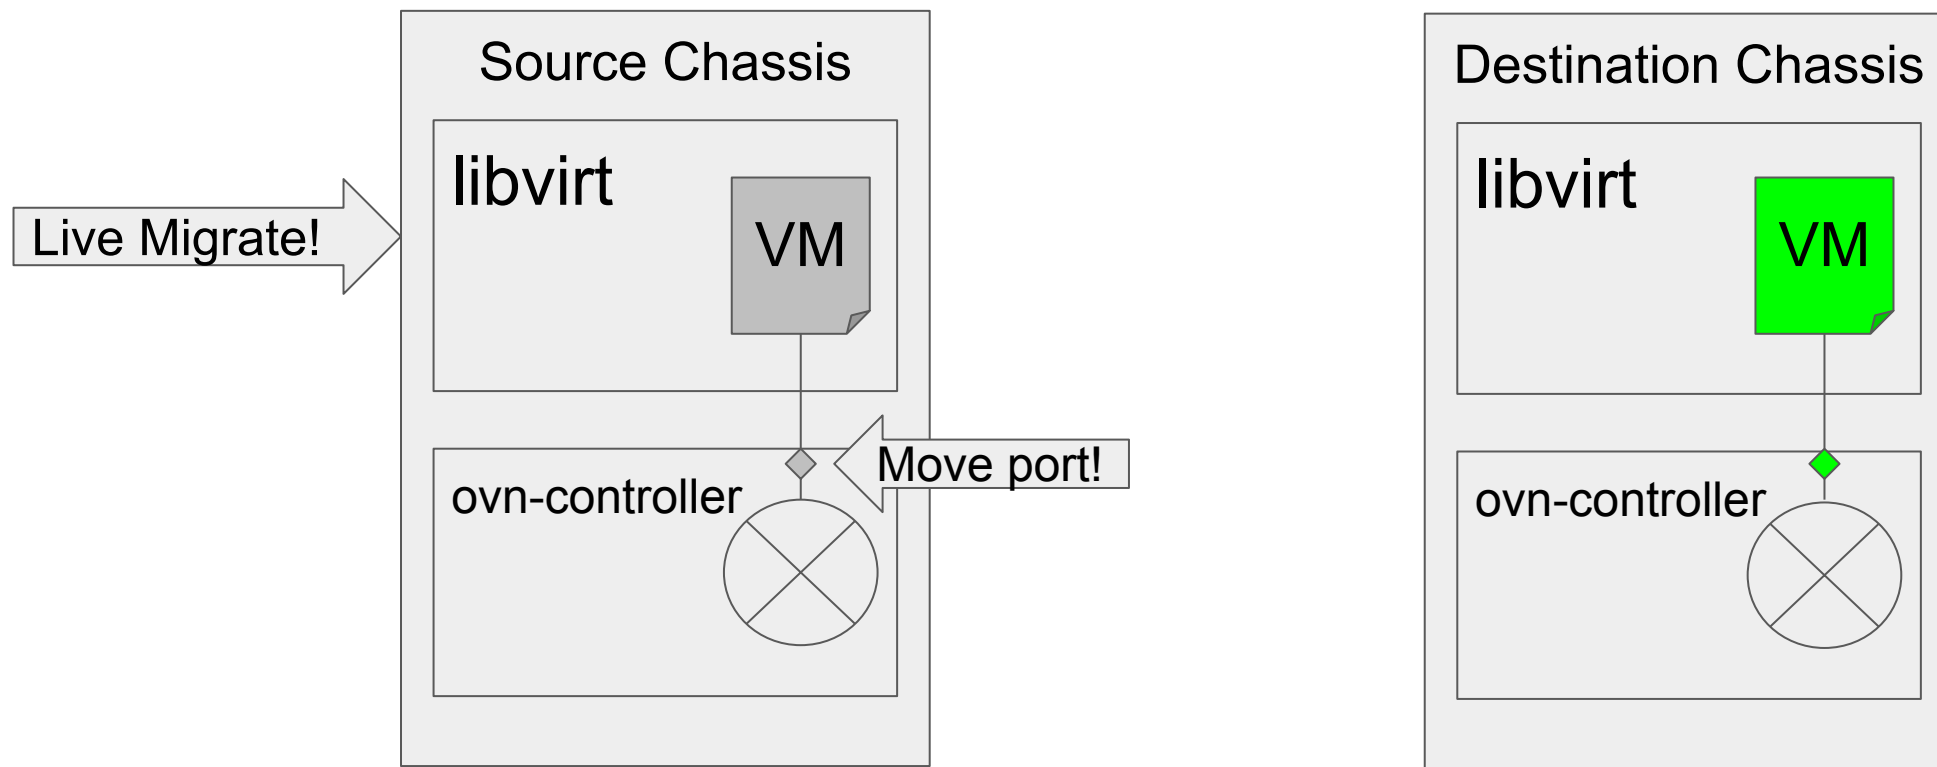 Live Migrate!
Source Chassis
libvirt
VM
ovn-controller
Move port!
Destination Chassis
libvirt
VM
ovn-controller